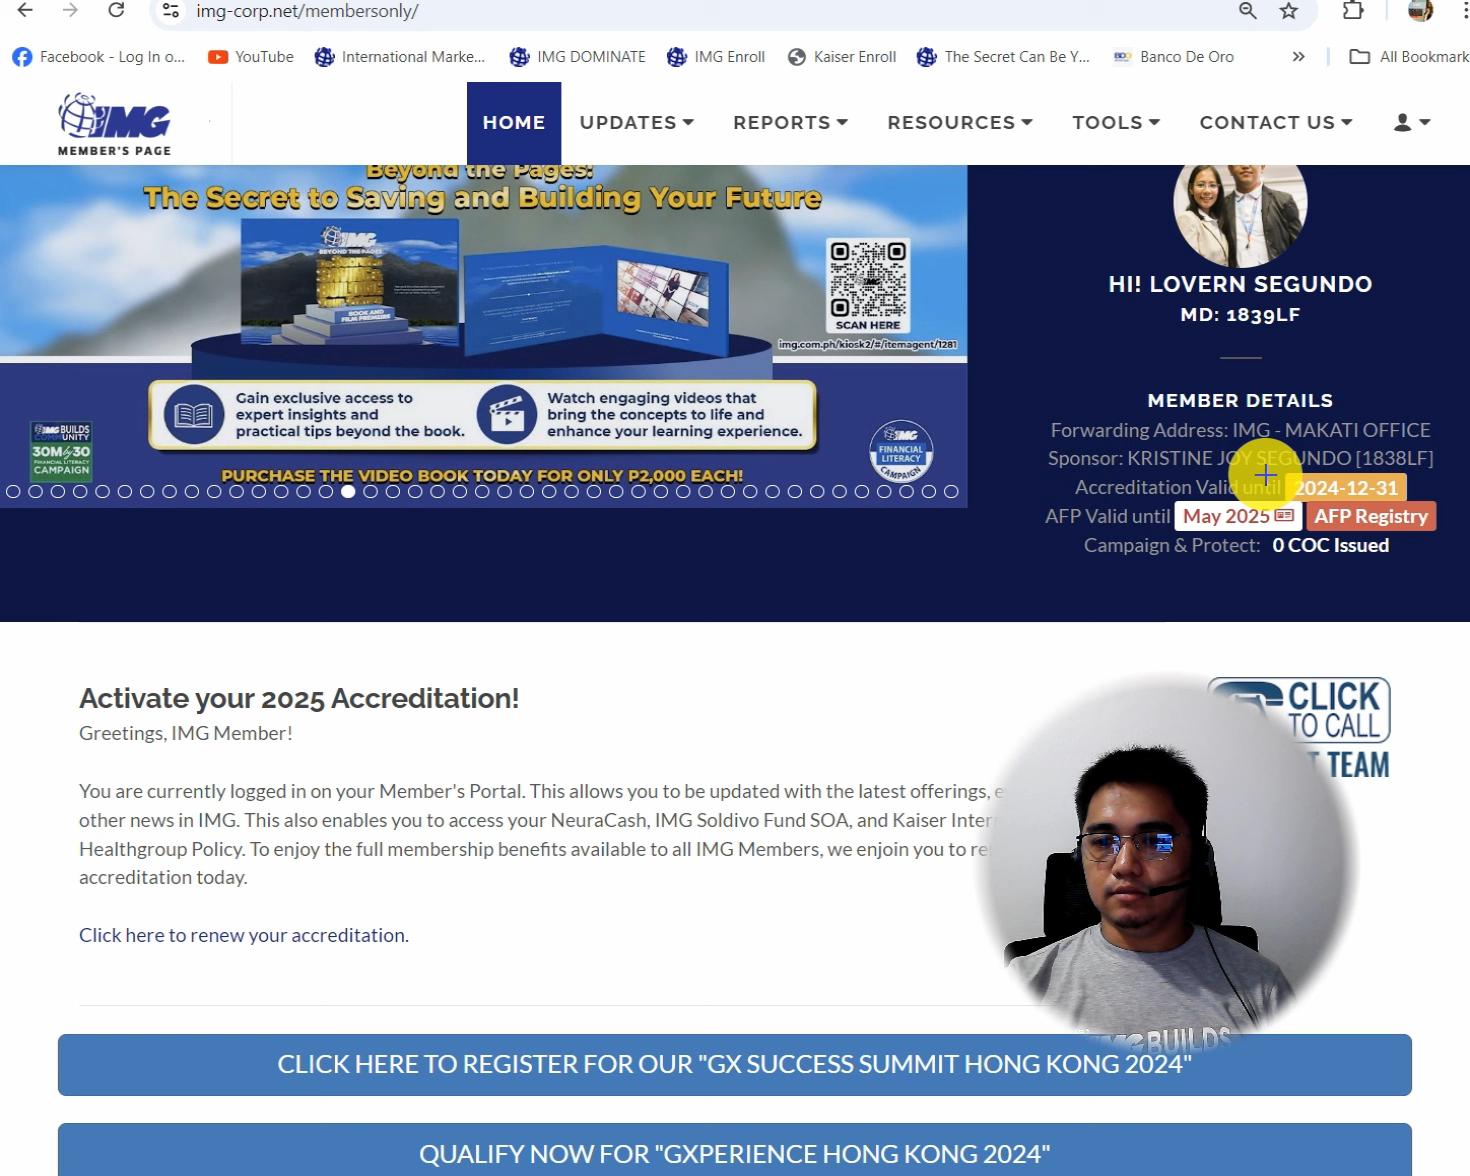 img-corp.net/membersonly/
Facebook - Log In o...
YouTube
International Marke...
IMG DOMINATE
IMG Enroll
Kaiser Enroll
The Secret Can Be Y...
BDO
Banco De Oro
All Bookmark
IMG
MEMBER'S PAGE
HOME
UPDATES
REPORTS
RESOURCES
TOOLS
CONTACT US
Beyond the Pages:
The Secret to Saving and Building Your Future
IMG
BEYOND THE PAGES
BOOK AND
FILM PREMIERE
SCAN HERE
img.com.ph/kiosk2/#/itemagent/1281
Gain exclusive access to
expert insights and
practical tips beyond the book.
Watch engaging videos that
bring the concepts to life and
enhance your learning experience.
IMG BUILDS
COMMUNITY
30M by 30
FINANCIAL LITERACY
CAMPAIGN
IMG
FINANCIAL
LITERACY
CAMPAIGN
PURCHASE THE VIDEO BOOK TODAY FOR ONLY P2,000 EACH!
HI! LOVERN SEGUNDO
MD: 1839LF
MEMBER DETAILS
Forwarding Address: IMG - MAKATI OFFICE
Sponsor: KRISTINE JOY SEGUNDO [1838LF]
Accreditation Valid until 2024-12-31
AFP Valid until May 2025 AFP Registry
Campaign & Protect: 0 COC Issued
Activate your 2025 Accreditation!
Greetings, IMG Member!
You are currently logged in on your Member's Portal. This allows you to be updated with the latest offerings, e
other news in IMG. This also enables you to access your NeuraCash, IMG Soldivo Fund SOA, and Kaiser Inter
Healthgroup Policy. To enjoy the full membership benefits available to all IMG Members, we enjoin you to re
accreditation today.
Click here to renew your accreditation.
CLICK
TO CALL
T TEAM
IMG BUILDS
CLICK HERE TO REGISTER FOR OUR "GX SUCCESS SUMMIT HONG KONG 2024"
QUALIFY NOW FOR "GXPERIENCE HONG KONG 2024"